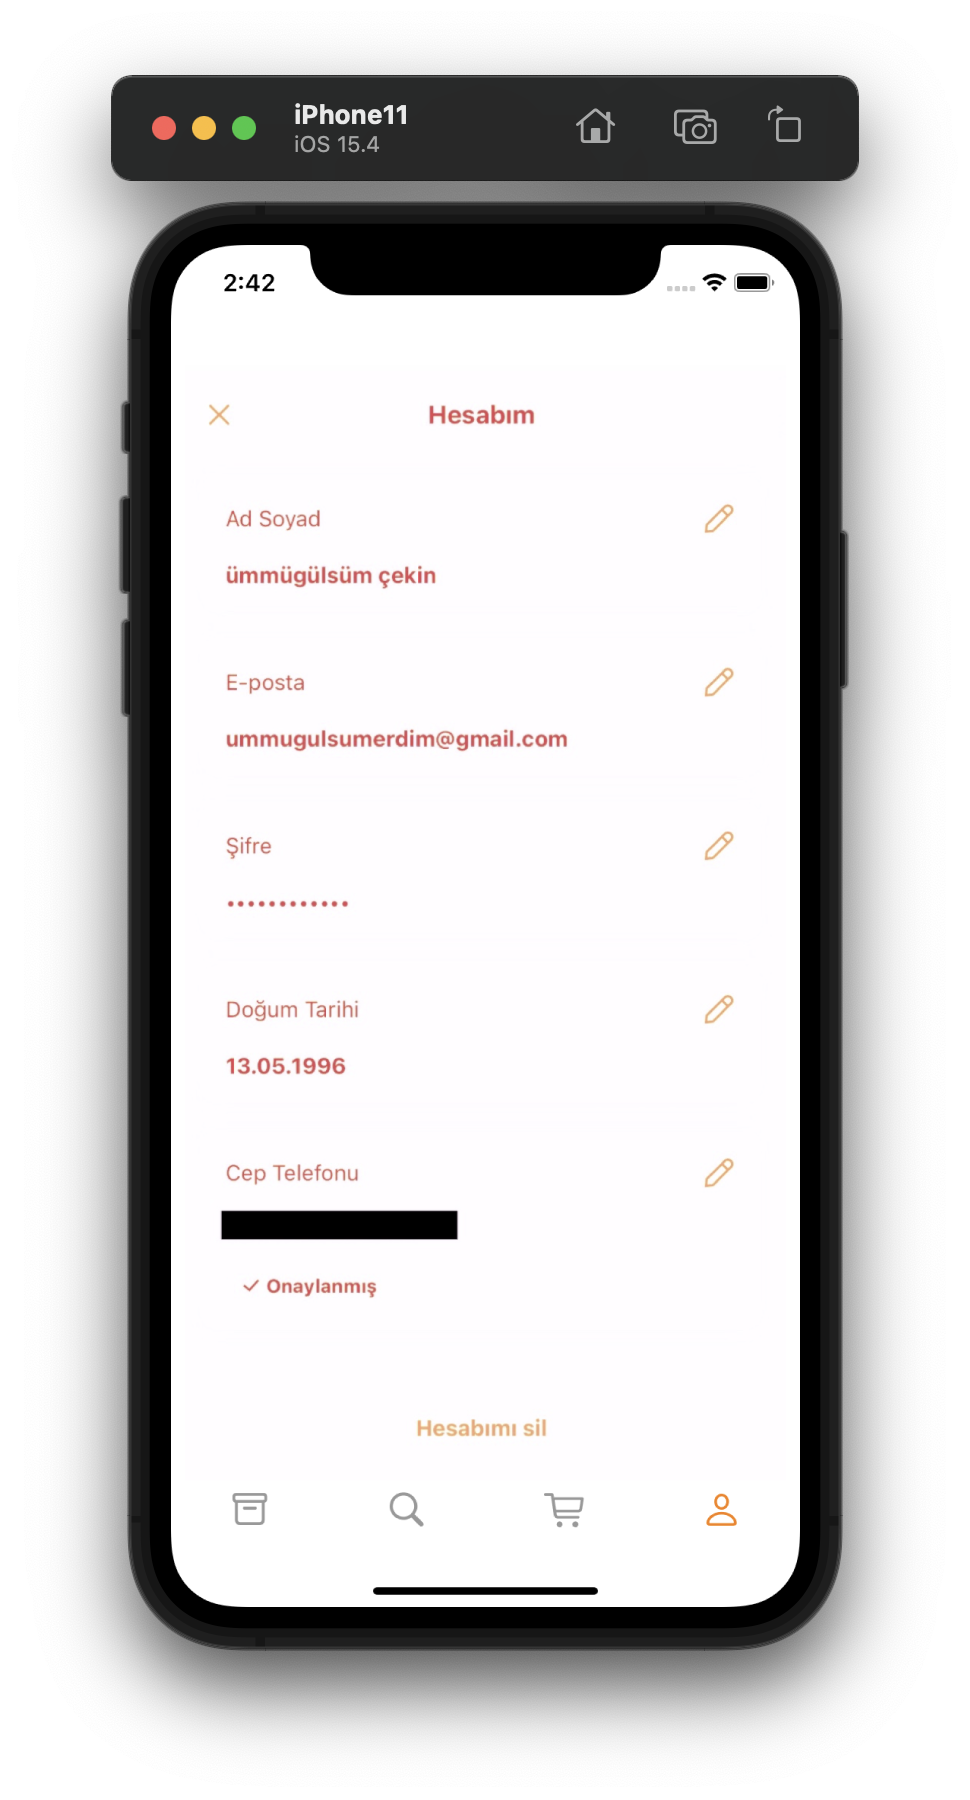 iPhone11
iOS 15.4
2:42
Hesabım
Ad Soyad
ümmügülsüm çekin
E-posta
ummugulsumerdim@gmail.com
Şifre
••••••••••••
Doğum Tarihi
13.05.1996
Cep Telefonu
Onaylanmış
Hesabımı sil